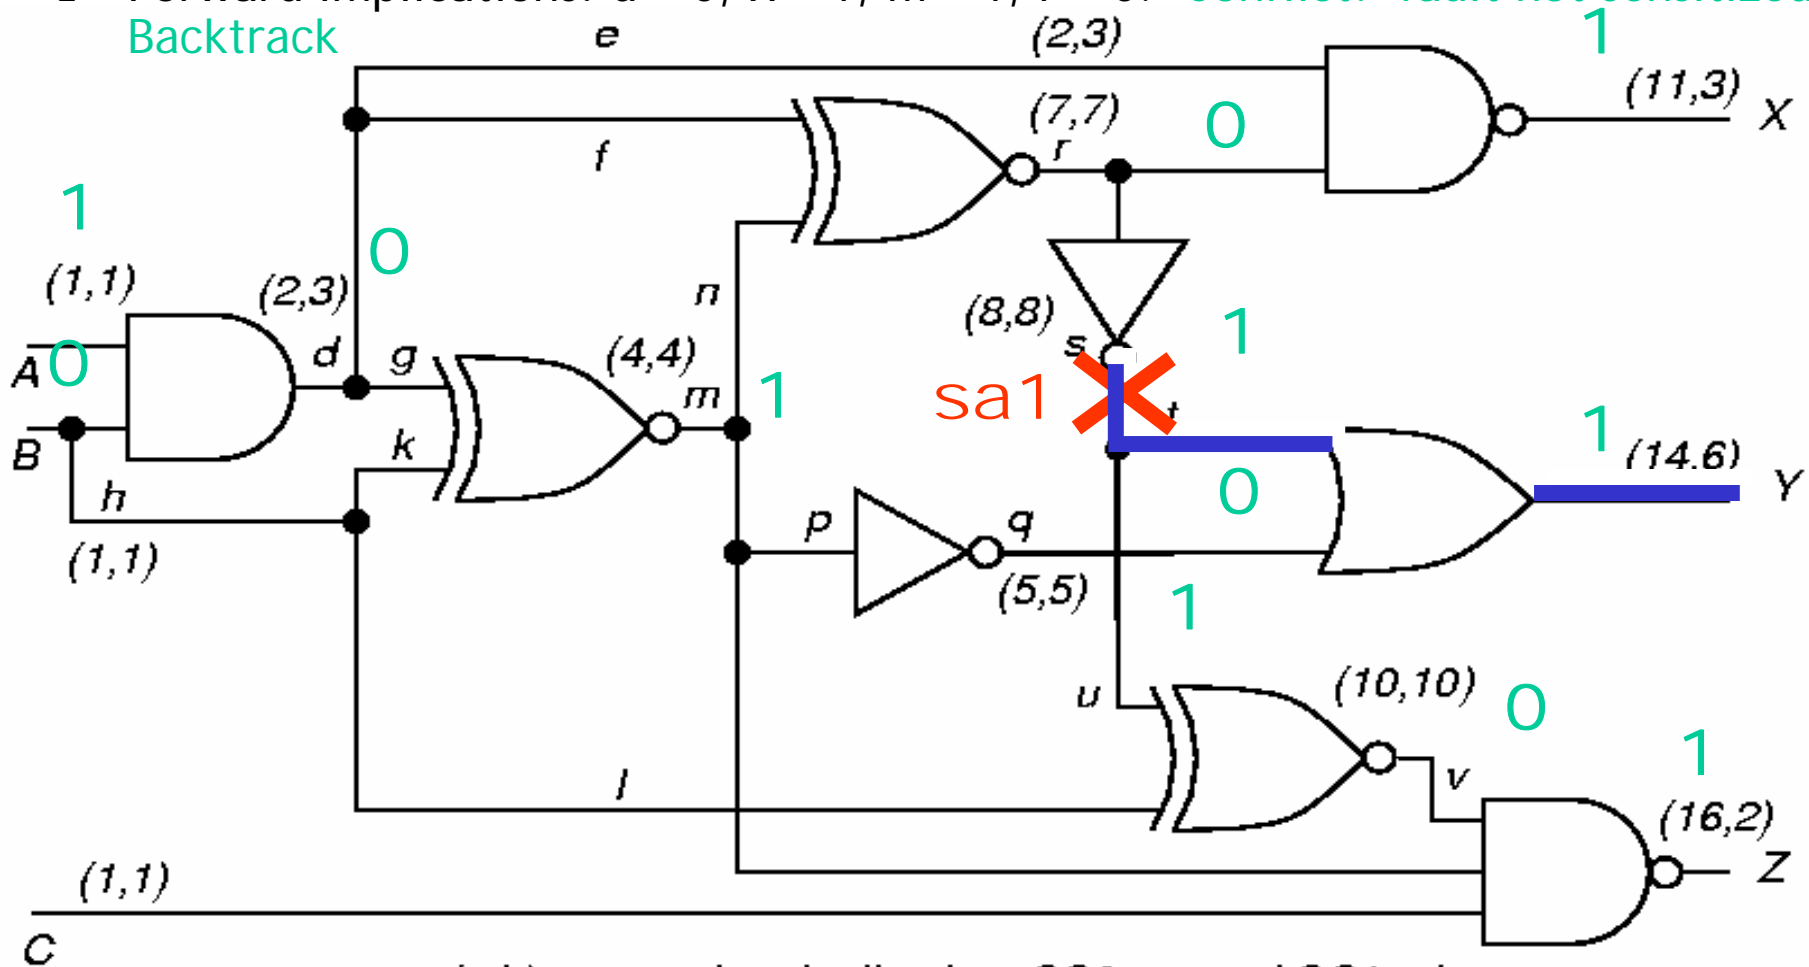 Backtrack
e
(2,3)
1
(11,3)
X
(7,7)
r
0
f
1
0
(1,1)
(2,3)
n
(8,8)
1
A
0
d
g
(4,4)
m
1
s
sa1
t
B
k
h
(1,1)
1
(14,6)
Y
0
p
q
(5,5)
1
u
(10,10)
0
1
l
v
(16,2)
Z
(1,1)
C